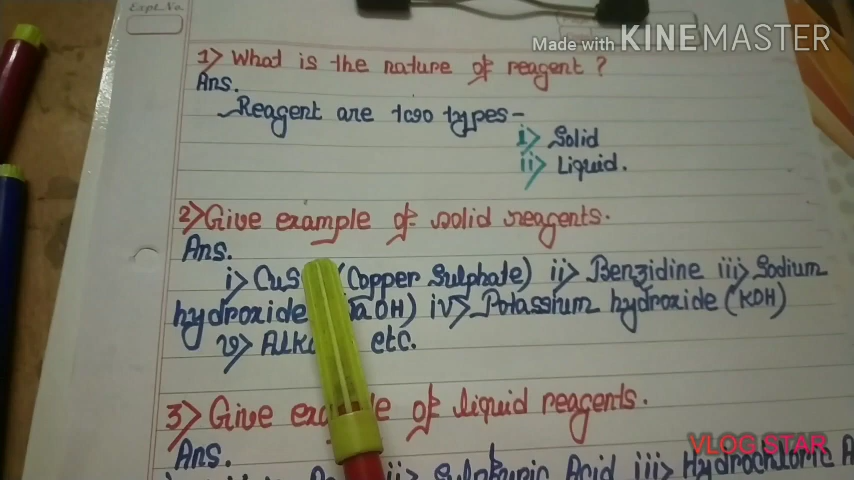 Expt. No.
Made with KINEMASTER
1> What is the nature of reagent ?
Ans.
Reagent are two types -
i> Solid
ii> Liquid.
2> Give example of solid reagents.
Ans.
i> CuS (Copper Sulphate) ii> Benzidine iii> Sodium
hydroxide aOH) iv> Potassium hydroxide (KOH)
v> Alk etc.
3> Give example of liquid reagents.
VLOG STAR
Ans.
ii> Sulphuric Acid iii> Hydrochloric A